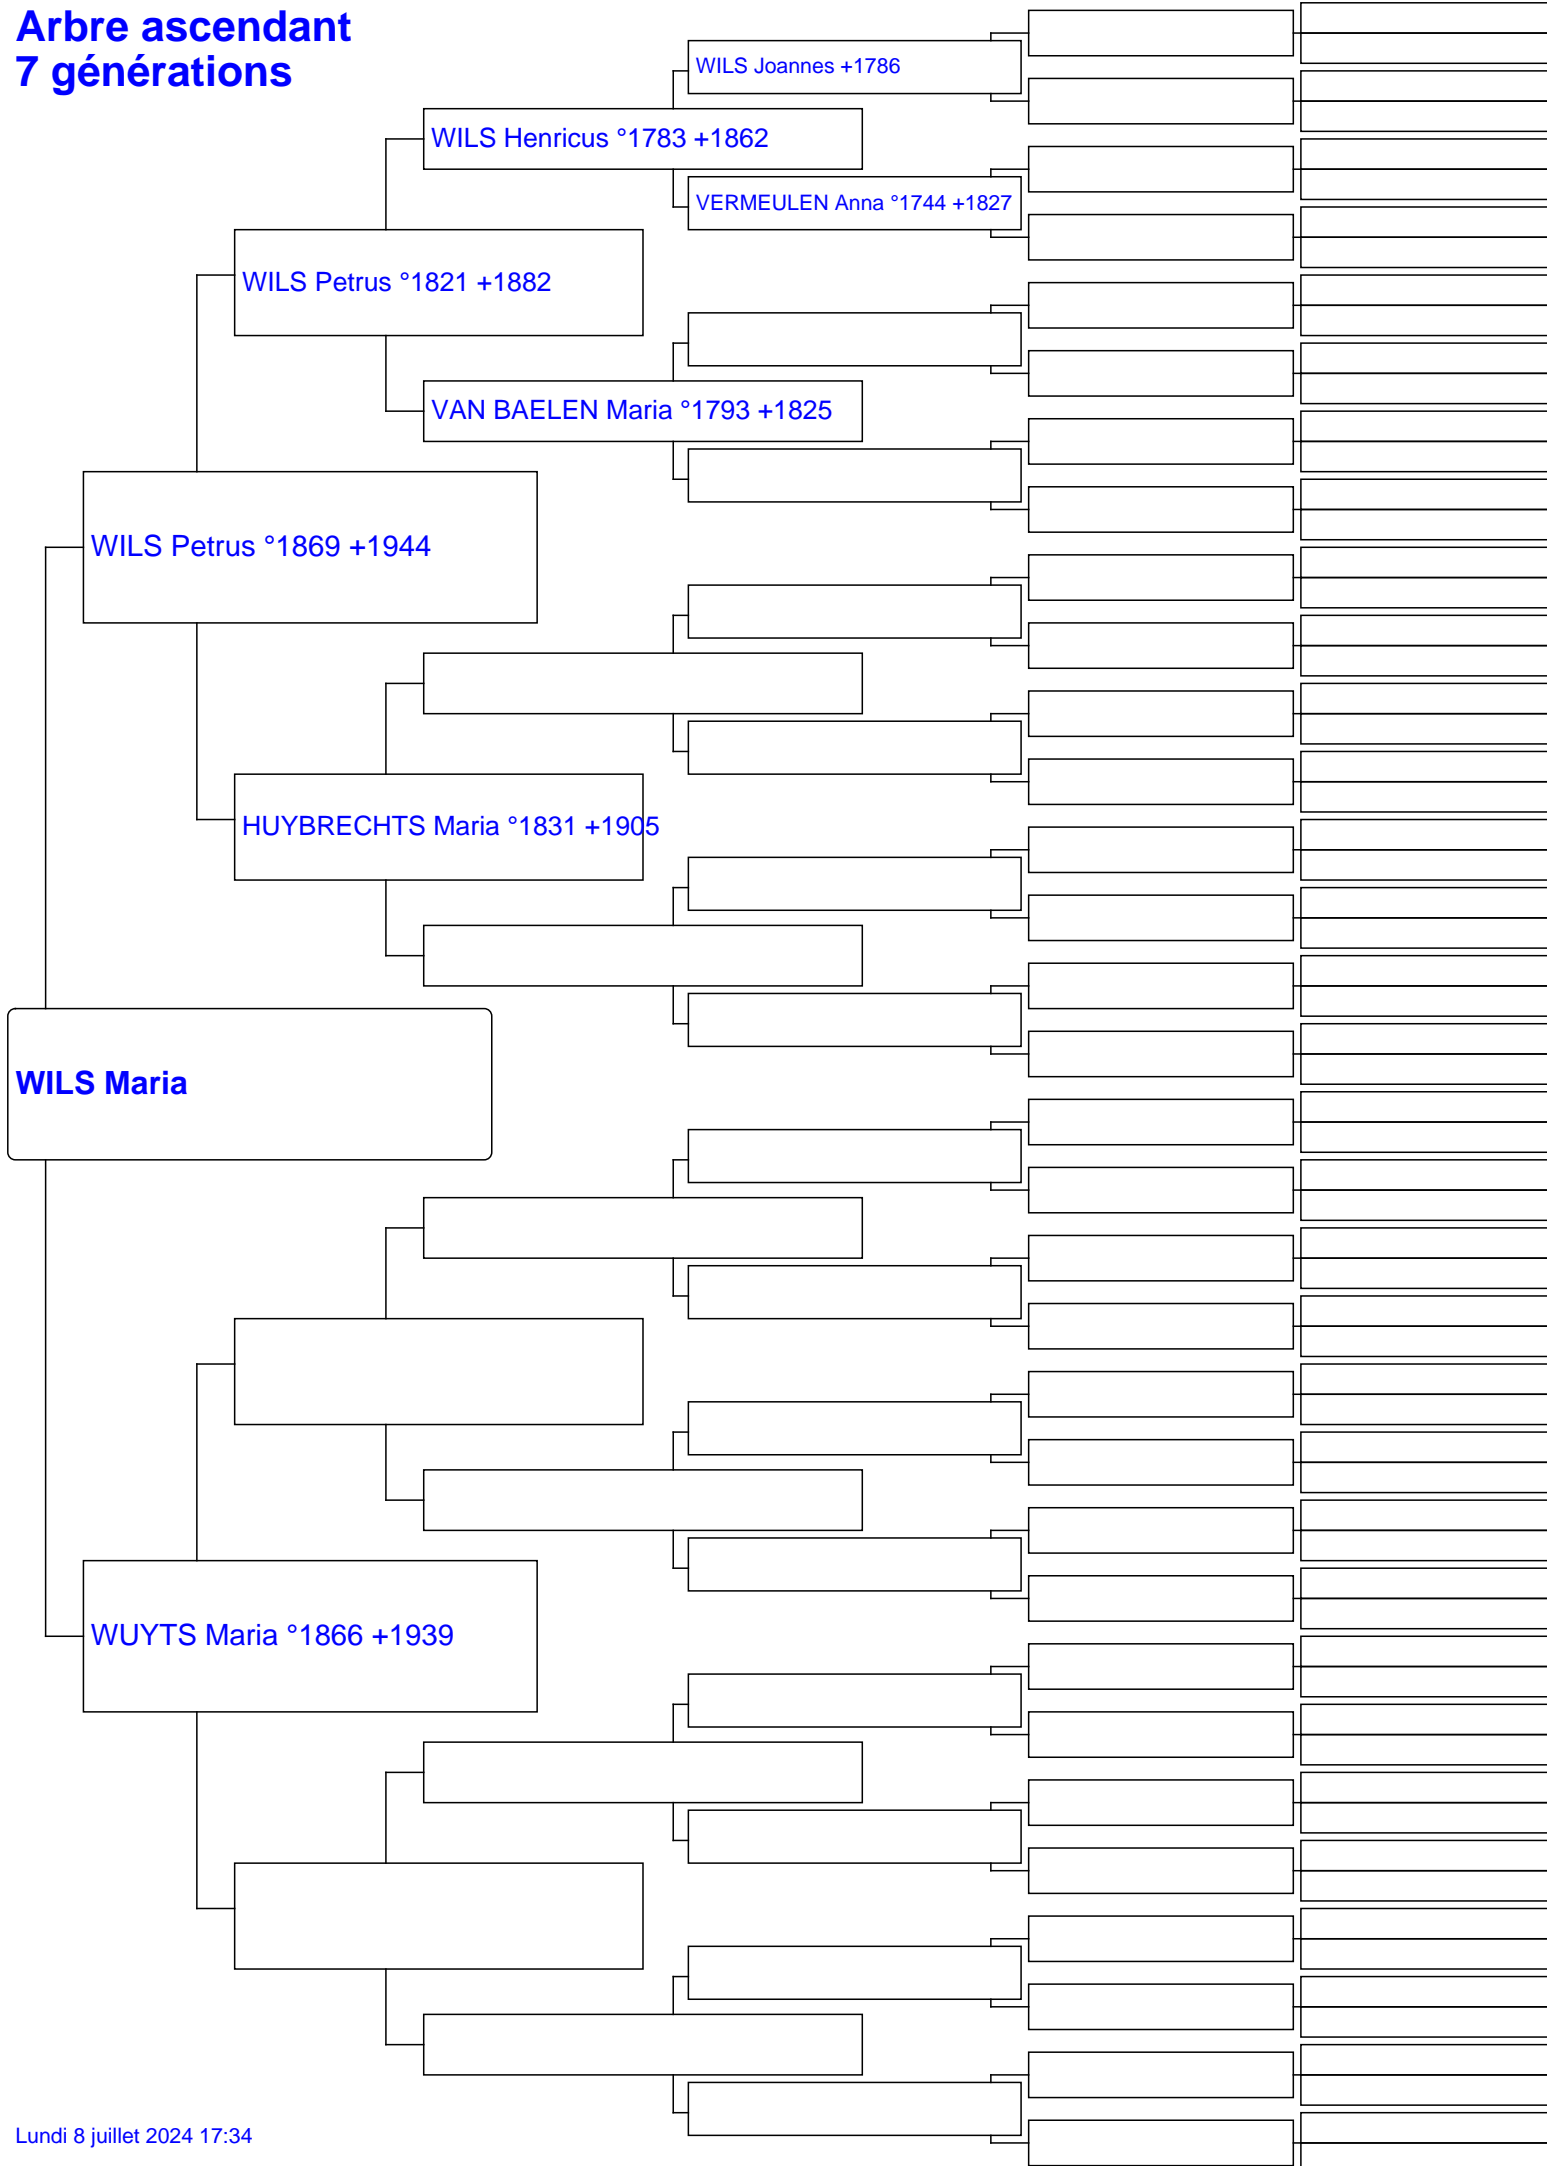 Arbre ascendant
7 générations
WILS Joannes +1786
WILS Henricus °1783 +1862
VERMEULEN Anna °1744 +1827
WILS Petrus °1821 +1882
VAN BAELEN Maria °1793 +1825
WILS Petrus °1869 +1944
HUYBRECHTS Maria °1831 +1905
WILS Maria
WUYTS Maria °1866 +1939
Lundi 8 juillet 2024 17:34